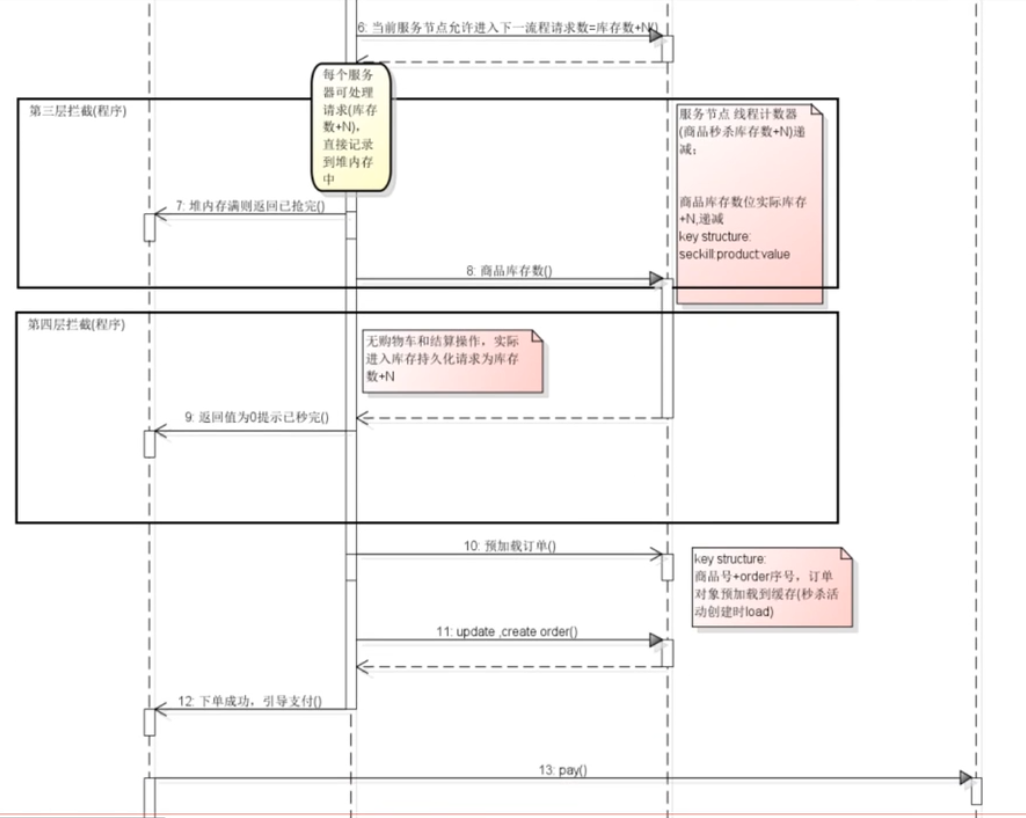 6: 当前服务节点允许进入下一流程请求数=库存数+N()
每个服务
器可处理
请求(库存
数+N),
直接记录
到堆内存
中
第三层拦截(程序)
服务节点 线程计数器
(商品秒杀库存数+N)递
减;
商品库存数位实际库存
+N,递减
key structure:
seckill:product:value
7: 堆内存满则返回已抢完()
8: 商品库存数()
第四层拦截(程序)
无购物车和结算操作，实际
进入库存持久化请求为库存
数+N
9: 返回值为0提示已秒完()
10: 预加载订单()
key structure:
商品号+order序号，订单
对象预加载到缓存(秒杀活
动创建时load)
11: update ,create order()
12: 下单成功，引导支付()
13: pay()